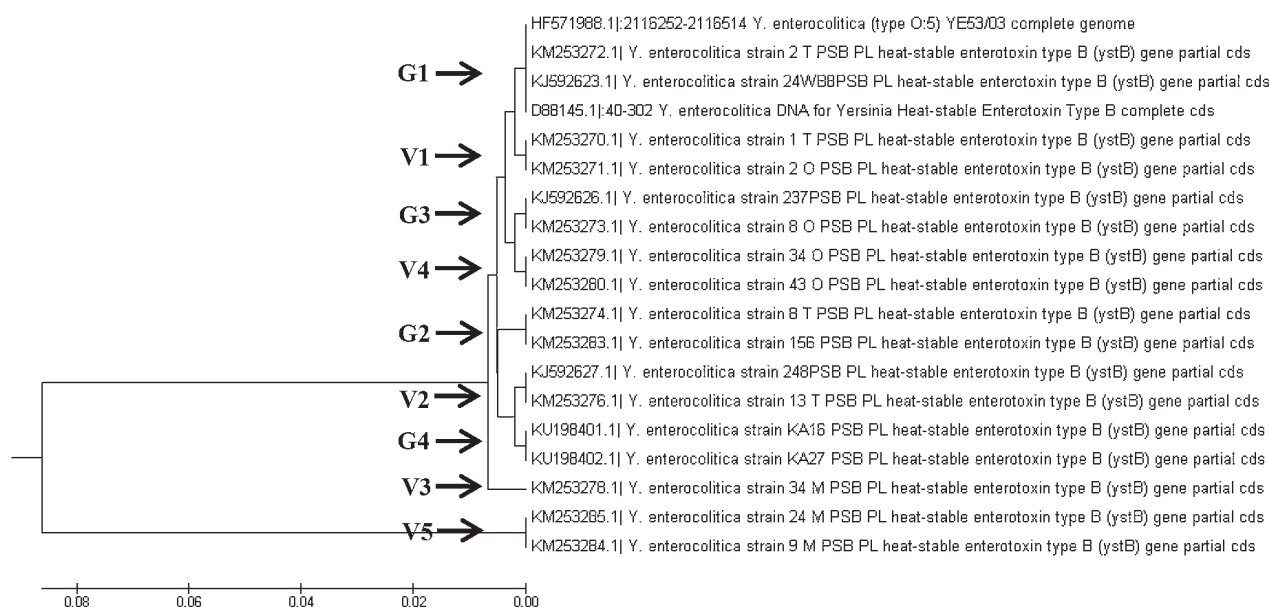 HF571988.1|:2116252-2116514 Y. enterocolitica (type O:5) YE53/03 complete genome
KM253272.1| Y. enterocolitica strain 2 T PSB PL heat-stable enterotoxin type B (ystB) gene partial cds
G1
KJ592623.1| Y. enterocolitica strain 24WB8PSB PL heat-stable enterotoxin type B (ystB) gene partial cds
D88145.1|:40-302 Y. enterocolitica DNA for Yersinia Heat-stable Enterotoxin Type B complete cds
KM253270.1| Y. enterocolitica strain 1 T PSB PL heat-stable enterotoxin type B (ystB) gene partial cds
V1
KM253271.1| Y. enterocolitica strain 2 O PSB PL heat-stable enterotoxin type B (ystB) gene partial cds
KJ592626.1| Y. enterocolitica strain 237PSB PL heat-stable enterotoxin type B (ystB) gene partial cds
G3
KM253273.1| Y. enterocolitica strain 8 O PSB PL heat-stable enterotoxin type B (ystB) gene partial cds
KM253279.1| Y. enterocolitica strain 34 O PSB PL heat-stable enterotoxin type B (ystB) gene partial cds
V4
KM253280.1| Y. enterocolitica strain 43 O PSB PL heat-stable enterotoxin type B (ystB) gene partial cds
KM253274.1| Y. enterocolitica strain 8 T PSB PL heat-stable enterotoxin type B (ystB) gene partial cds
G2
KM253283.1| Y. enterocolitica strain 156 PSB PL heat-stable enterotoxin type B (ystB) gene partial cds
KJ592627.1| Y. enterocolitica strain 248PSB PL heat-stable enterotoxin type B (ystB) gene partial cds
V2
KM253276.1| Y. enterocolitica strain 13 T PSB PL heat-stable enterotoxin type B (ystB) gene partial cds
KU198401.1| Y. enterocolitica strain KA16 PSB PL heat-stable enterotoxin type B (ystB) gene partial cds
G4
KU198402.1| Y. enterocolitica strain KA27 PSB PL heat-stable enterotoxin type B (ystB) gene partial cds
V3
KM253278.1| Y. enterocolitica strain 34 M PSB PL heat-stable enterotoxin type B (ystB) gene partial cds
KM253285.1| Y. enterocolitica strain 24 M PSB PL heat-stable enterotoxin type B (ystB) gene partial cds
V5
KM253284.1| Y. enterocolitica strain 9 M PSB PL heat-stable enterotoxin type B (ystB) gene partial cds
0.08 0.06 0.04 0.02 0.00